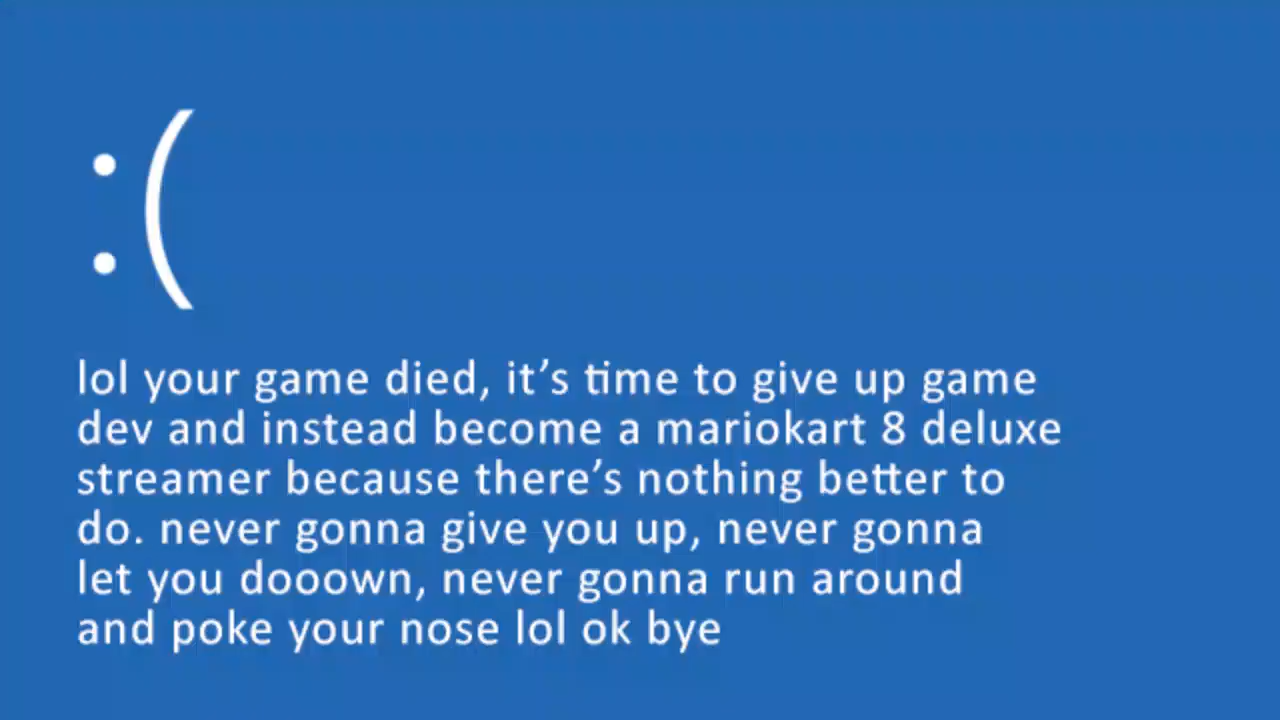 :(
lol your game died, it’s time to give up game
dev and instead become a mariokart 8 deluxe
streamer because there’s nothing better to
do. never gonna give you up, never gonna
let you dooown, never gonna run around
and poke your nose lol ok bye